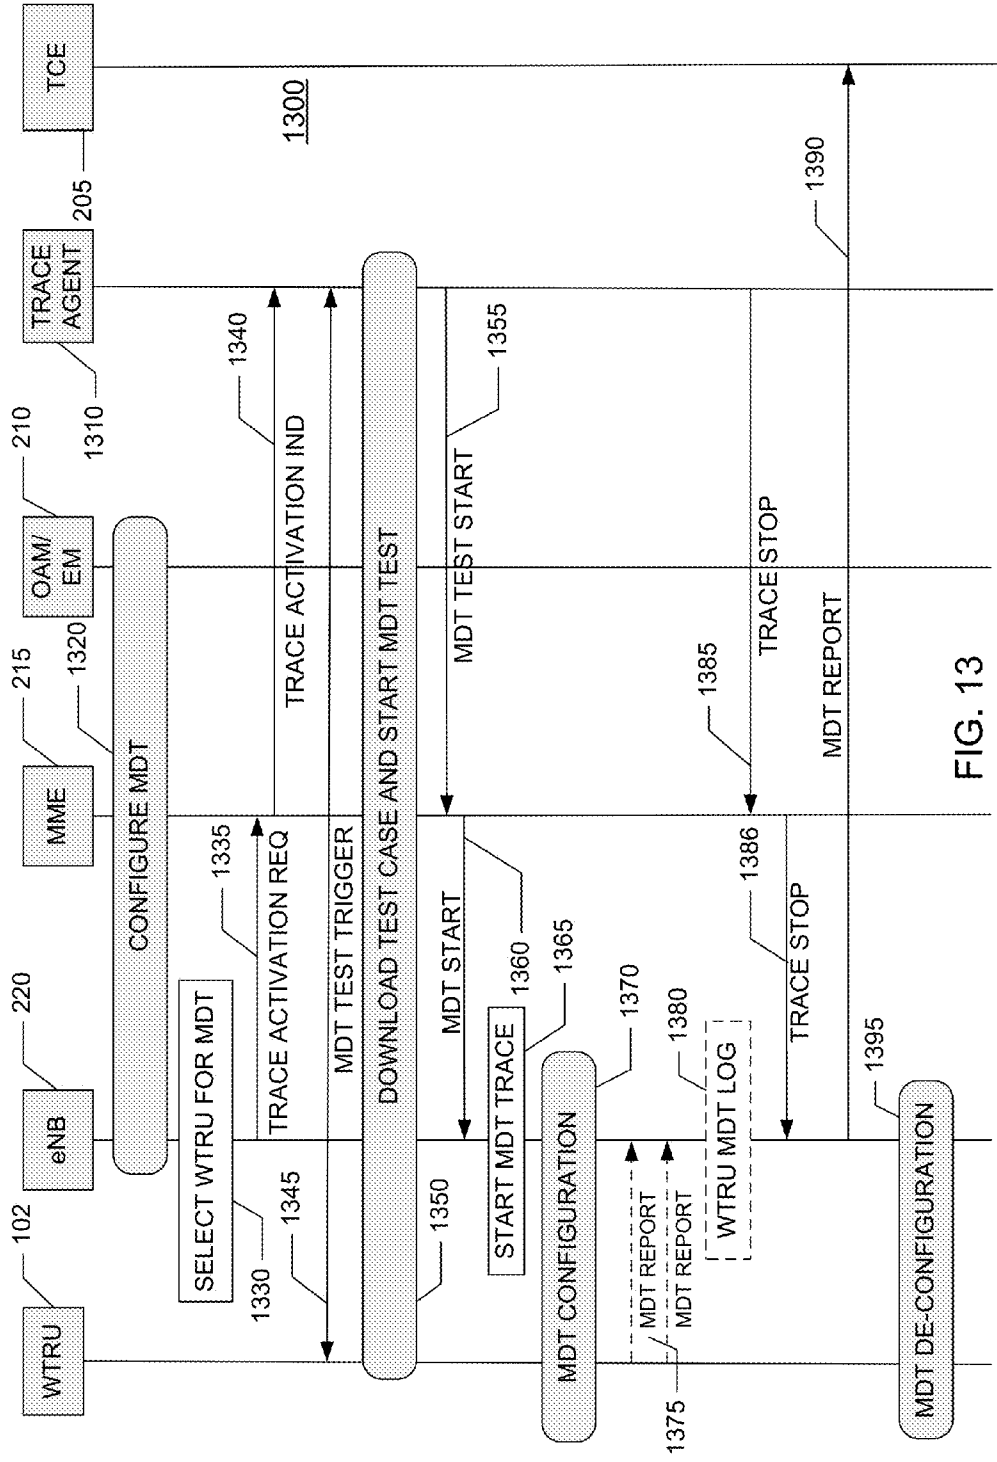 WTRU
102
eNB
220
MME
215
OAM/
EM
210
TRACE
AGENT
1310
TCE
205
1300
CONFIGURE MDT
1320
SELECT WTRU FOR MDT
1330
TRACE ACTIVATION REQ
1335
TRACE ACTIVATION IND
1340
MDT TEST TRIGGER
1345
DOWNLOAD TEST CASE AND START MDT TEST
1350
MDT TEST START
1355
MDT START
1360
START MDT TRACE
1365
MDT CONFIGURATION
1370
MDT REPORT
MDT REPORT
1375
WTRU MDT LOG
1380
TRACE STOP
1385
TRACE STOP
1386
MDT REPORT
1390
MDT DE-CONFIGURATION
1395
FIG. 13